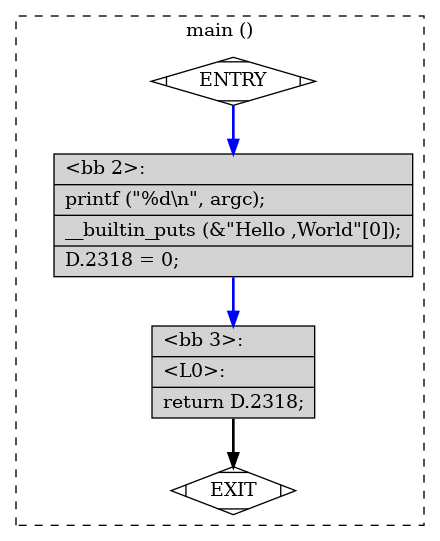 main ()
ENTRY
<bb 2>:
printf ("%d\n", argc);
__builtin_puts (&"Hello ,World"[0]);
D.2318 = 0;
<bb 3>:
<L0>:
return D.2318;
EXIT